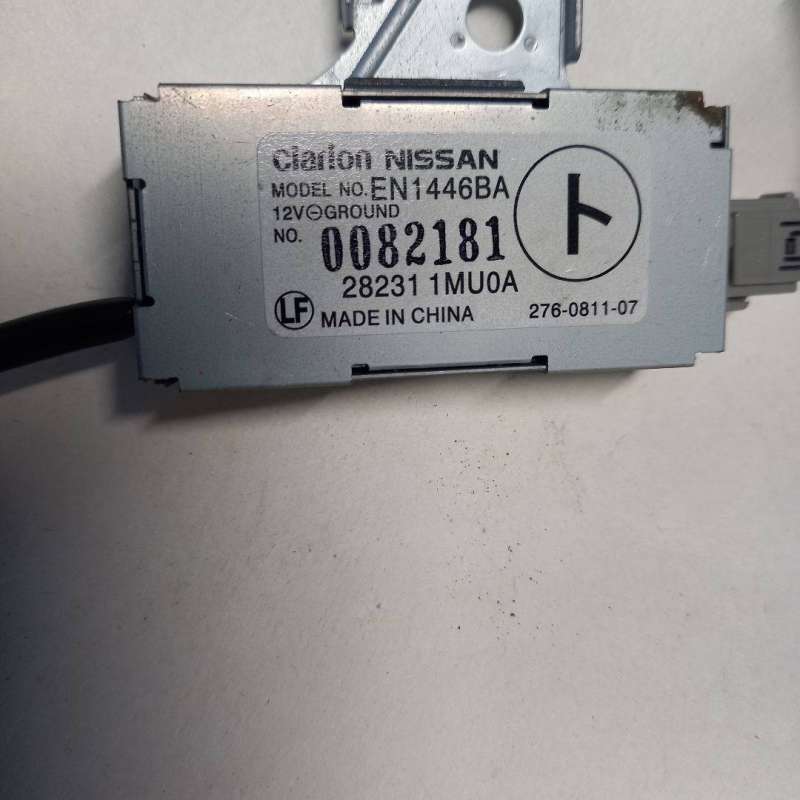 Clarion NISSAN
MODEL NO. EN1446BA
12V⊖GROUND
NO. 0082181
28231 1MU0A
LF MADE IN CHINA 276-0811-07
ト